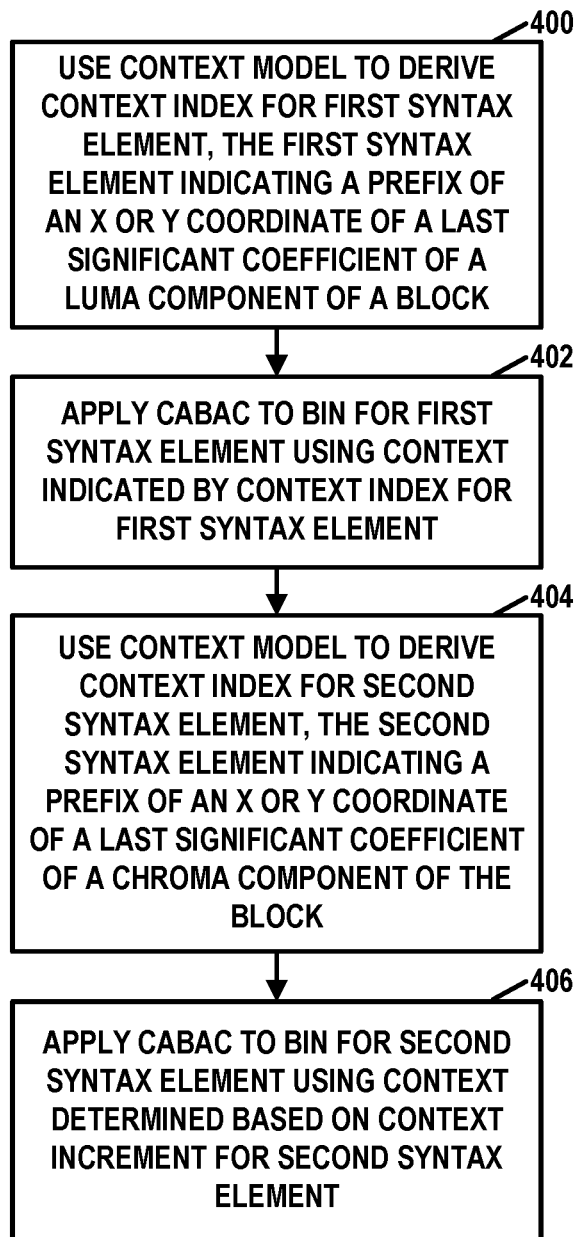 400
USE CONTEXT MODEL TO DERIVE
CONTEXT INDEX FOR FIRST SYNTAX
ELEMENT, THE FIRST SYNTAX
ELEMENT INDICATING A PREFIX OF
AN X OR Y COORDINATE OF A LAST
SIGNIFICANT COEFFICIENT OF A
LUMA COMPONENT OF A BLOCK
402
APPLY CABAC TO BIN FOR FIRST
SYNTAX ELEMENT USING CONTEXT
INDICATED BY CONTEXT INDEX FOR
FIRST SYNTAX ELEMENT
404
USE CONTEXT MODEL TO DERIVE
CONTEXT INDEX FOR SECOND
SYNTAX ELEMENT, THE SECOND
SYNTAX ELEMENT INDICATING A
PREFIX OF AN X OR Y COORDINATE
OF A LAST SIGNIFICANT COEFFICIENT
OF A CHROMA COMPONENT OF THE
BLOCK
406
APPLY CABAC TO BIN FOR SECOND
SYNTAX ELEMENT USING CONTEXT
DETERMINED BASED ON CONTEXT
INCREMENT FOR SECOND SYNTAX
ELEMENT